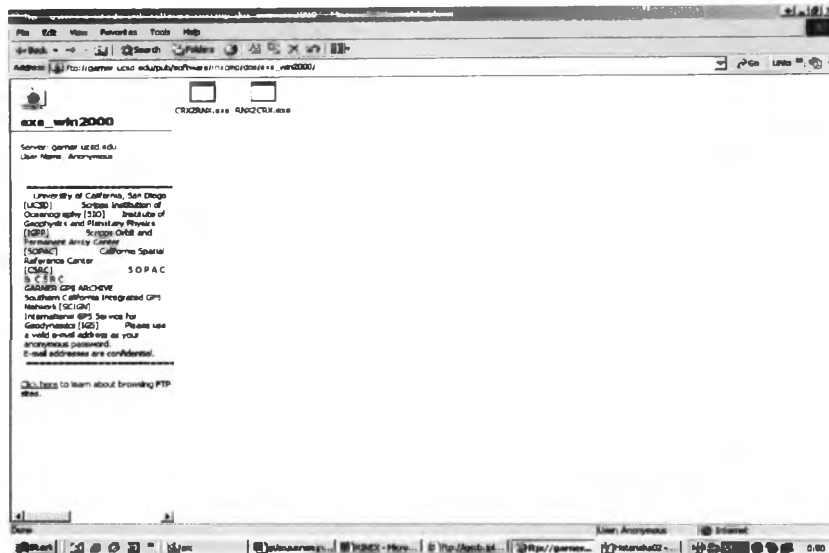 File Edit View Favorites Tools Help
Back Search Folders
Address ftp://garner.ucsd.edu/pub/software/rinex/hatanaka/dos/exe_win2000/ Go Links
CRX2RNX.exe RNX2CRX.exe
exe_win2000
Server: garner.ucsd.edu
User Name: Anonymous
University of California, San Diego
[UCSD] Scripps Institution of
Oceanography [SIO] Institute of
Geophysics and Planetary Physics
[IGPP] Scripps Orbit and
Permanent Array Center
[SOPAC] California Spatial
Reference Center
[CSRC] S O P A C
& C S R C
GARNER GPS ARCHIVE
Southern California Integrated GPS
Network [SCIGN]
International GPS Service for
Geodynamics [IGS] Please use
a valid e-mail address as your
anonymous password.
E-mail addresses are confidential.
Click here to learn about browsing FTP
sites.
Done User: Anonymous Internet
Start